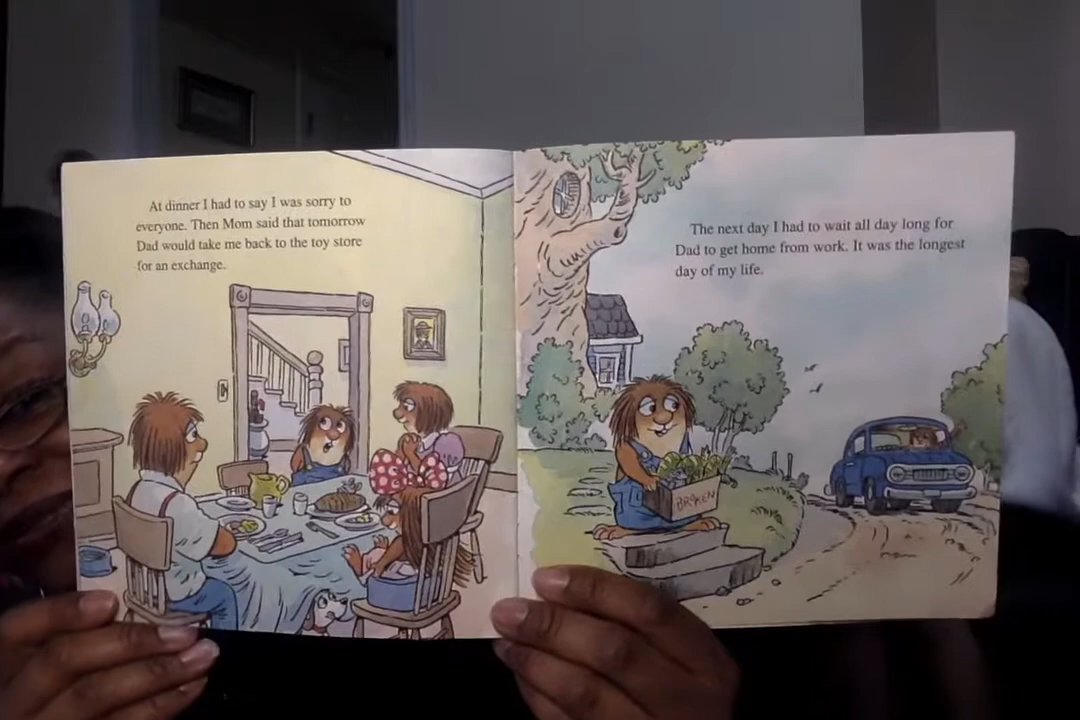 At dinner I had to say I was sorry to
everyone. Then Mom said that tomorrow
Dad would take me back to the toy store
for an exchange.
The next day I had to wait all day long for
Dad to get home from work. It was the longest
day of my life.
BROKEN